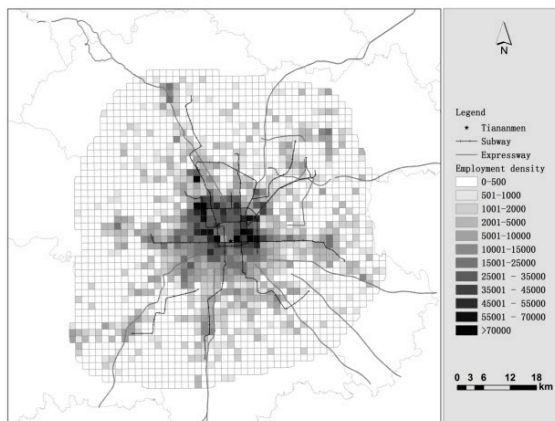 N
Legend
Tiananmen
Subway
Expressway
Employment density
0-500
501-1000
1001-2000
2001-5000
5001-10000
10001-15000
15001-25000
25001 - 35000
35001 - 45000
45001 - 55000
55001 - 70000
>70000
0 3 6 12 18
km